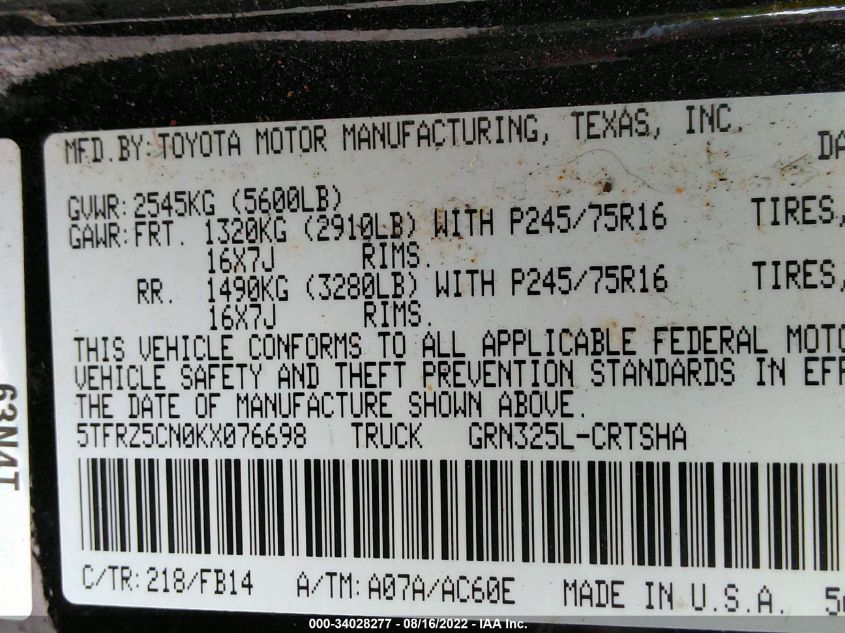 MFD.BY:TOYOTA MOTOR MANUFACTURING, TEXAS, INC.
DA
GVWR:2545KG (5600LB)
GAWR:FRT. 1320KG (2910LB) WITH P245/75R16 TIRES,
16X7J RIMS.
RR. 1490KG (3280LB) WITH P245/75R16 TIRES,
16X7J RIMS.
THIS VEHICLE CONFORMS TO ALL APPLICABLE FEDERAL MOTO
VEHICLE SAFETY AND THEFT PREVENTION STANDARDS IN EFF
THE DATE OF MANUFACTURE SHOWN ABOVE.
5TFRZ5CN0KX076698 TRUCK GRN325L-CRTSHA
C/TR:218/FB14 A/TM:A07A/AC60E MADE IN U.S.A.
63N4T
000-34028277 - 08/16/2022 - IAA Inc.